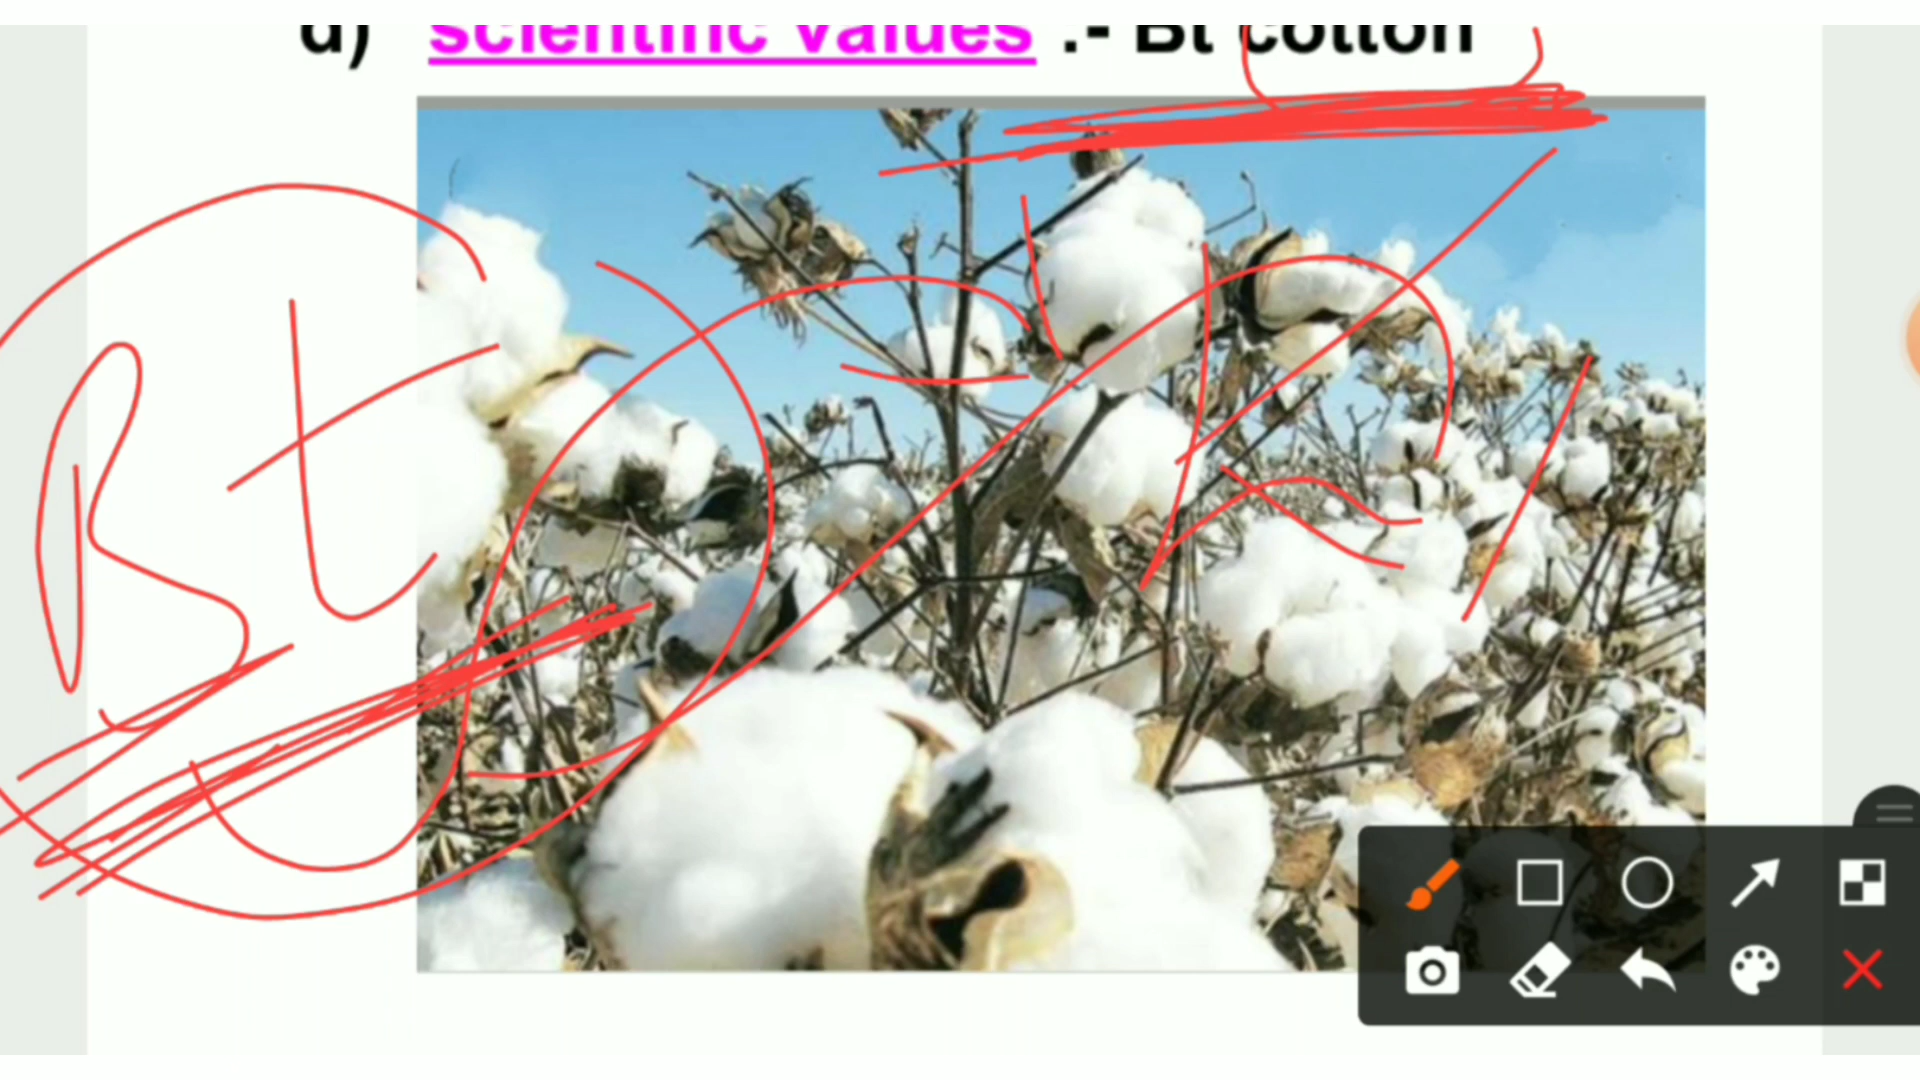 d) scientific values :- Bt cotton
Bt